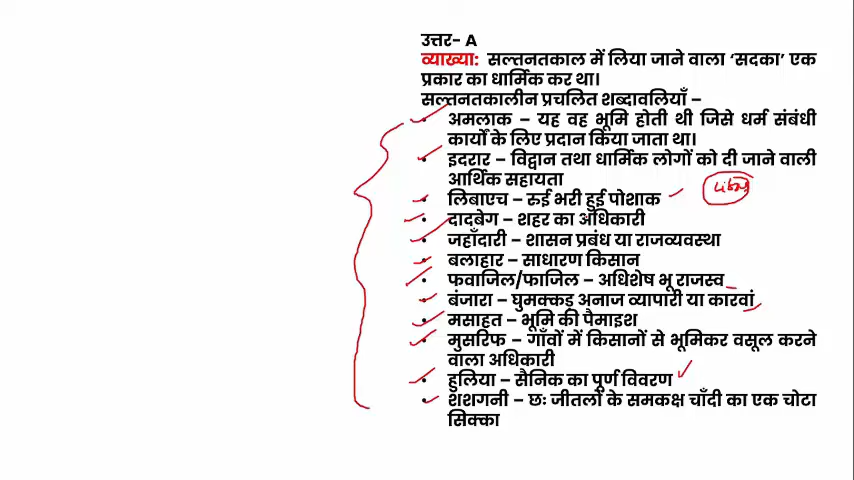 उत्तर- A
व्याख्या: सल्तनतकाल में लिया जाने वाला ‘सदका’ एक
प्रकार का धार्मिक कर था।
सल्तनतकालीन प्रचलित शब्दावलियाँ –
• अमलाक – यह वह भूमि होती थी जिसे धर्म संबंधी
कार्यों के लिए प्रदान किया जाता था।
• इदरार – विद्वान तथा धार्मिक लोगों को दी जाने वाली
आर्थिक सहायता
• लिबाएच – रुई भरी हुई पोशाक
• दादबेग – शहर का अधिकारी
• जहाँदारी – शासन प्रबंध या राजव्यवस्था
• बलाहार – साधारण किसान
• फवाजिल/फाजिल – अधिशेष भू राजस्व
• बंजारा – घुमक्कड़ अनाज व्यापारी या कारवां
• मसाहत – भूमि की पैमाइश
• मुसरिफ – गाँवों में किसानों से भूमिकर वसूल करने
वाला अधिकारी
• हुलिया – सैनिक का पूर्ण विवरण
• शशगनी – छः जीतलों के समकक्ष चाँदी का एक चोटा
सिक्का